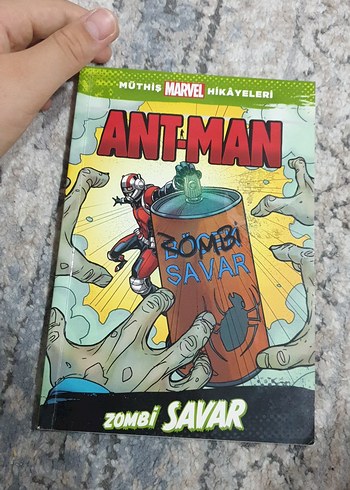 MÜTHİŞ MARVEL HİKÂYELERİ
ANT-MAN
ZOMBİ
SAVAR
ZOMBİ SAVAR